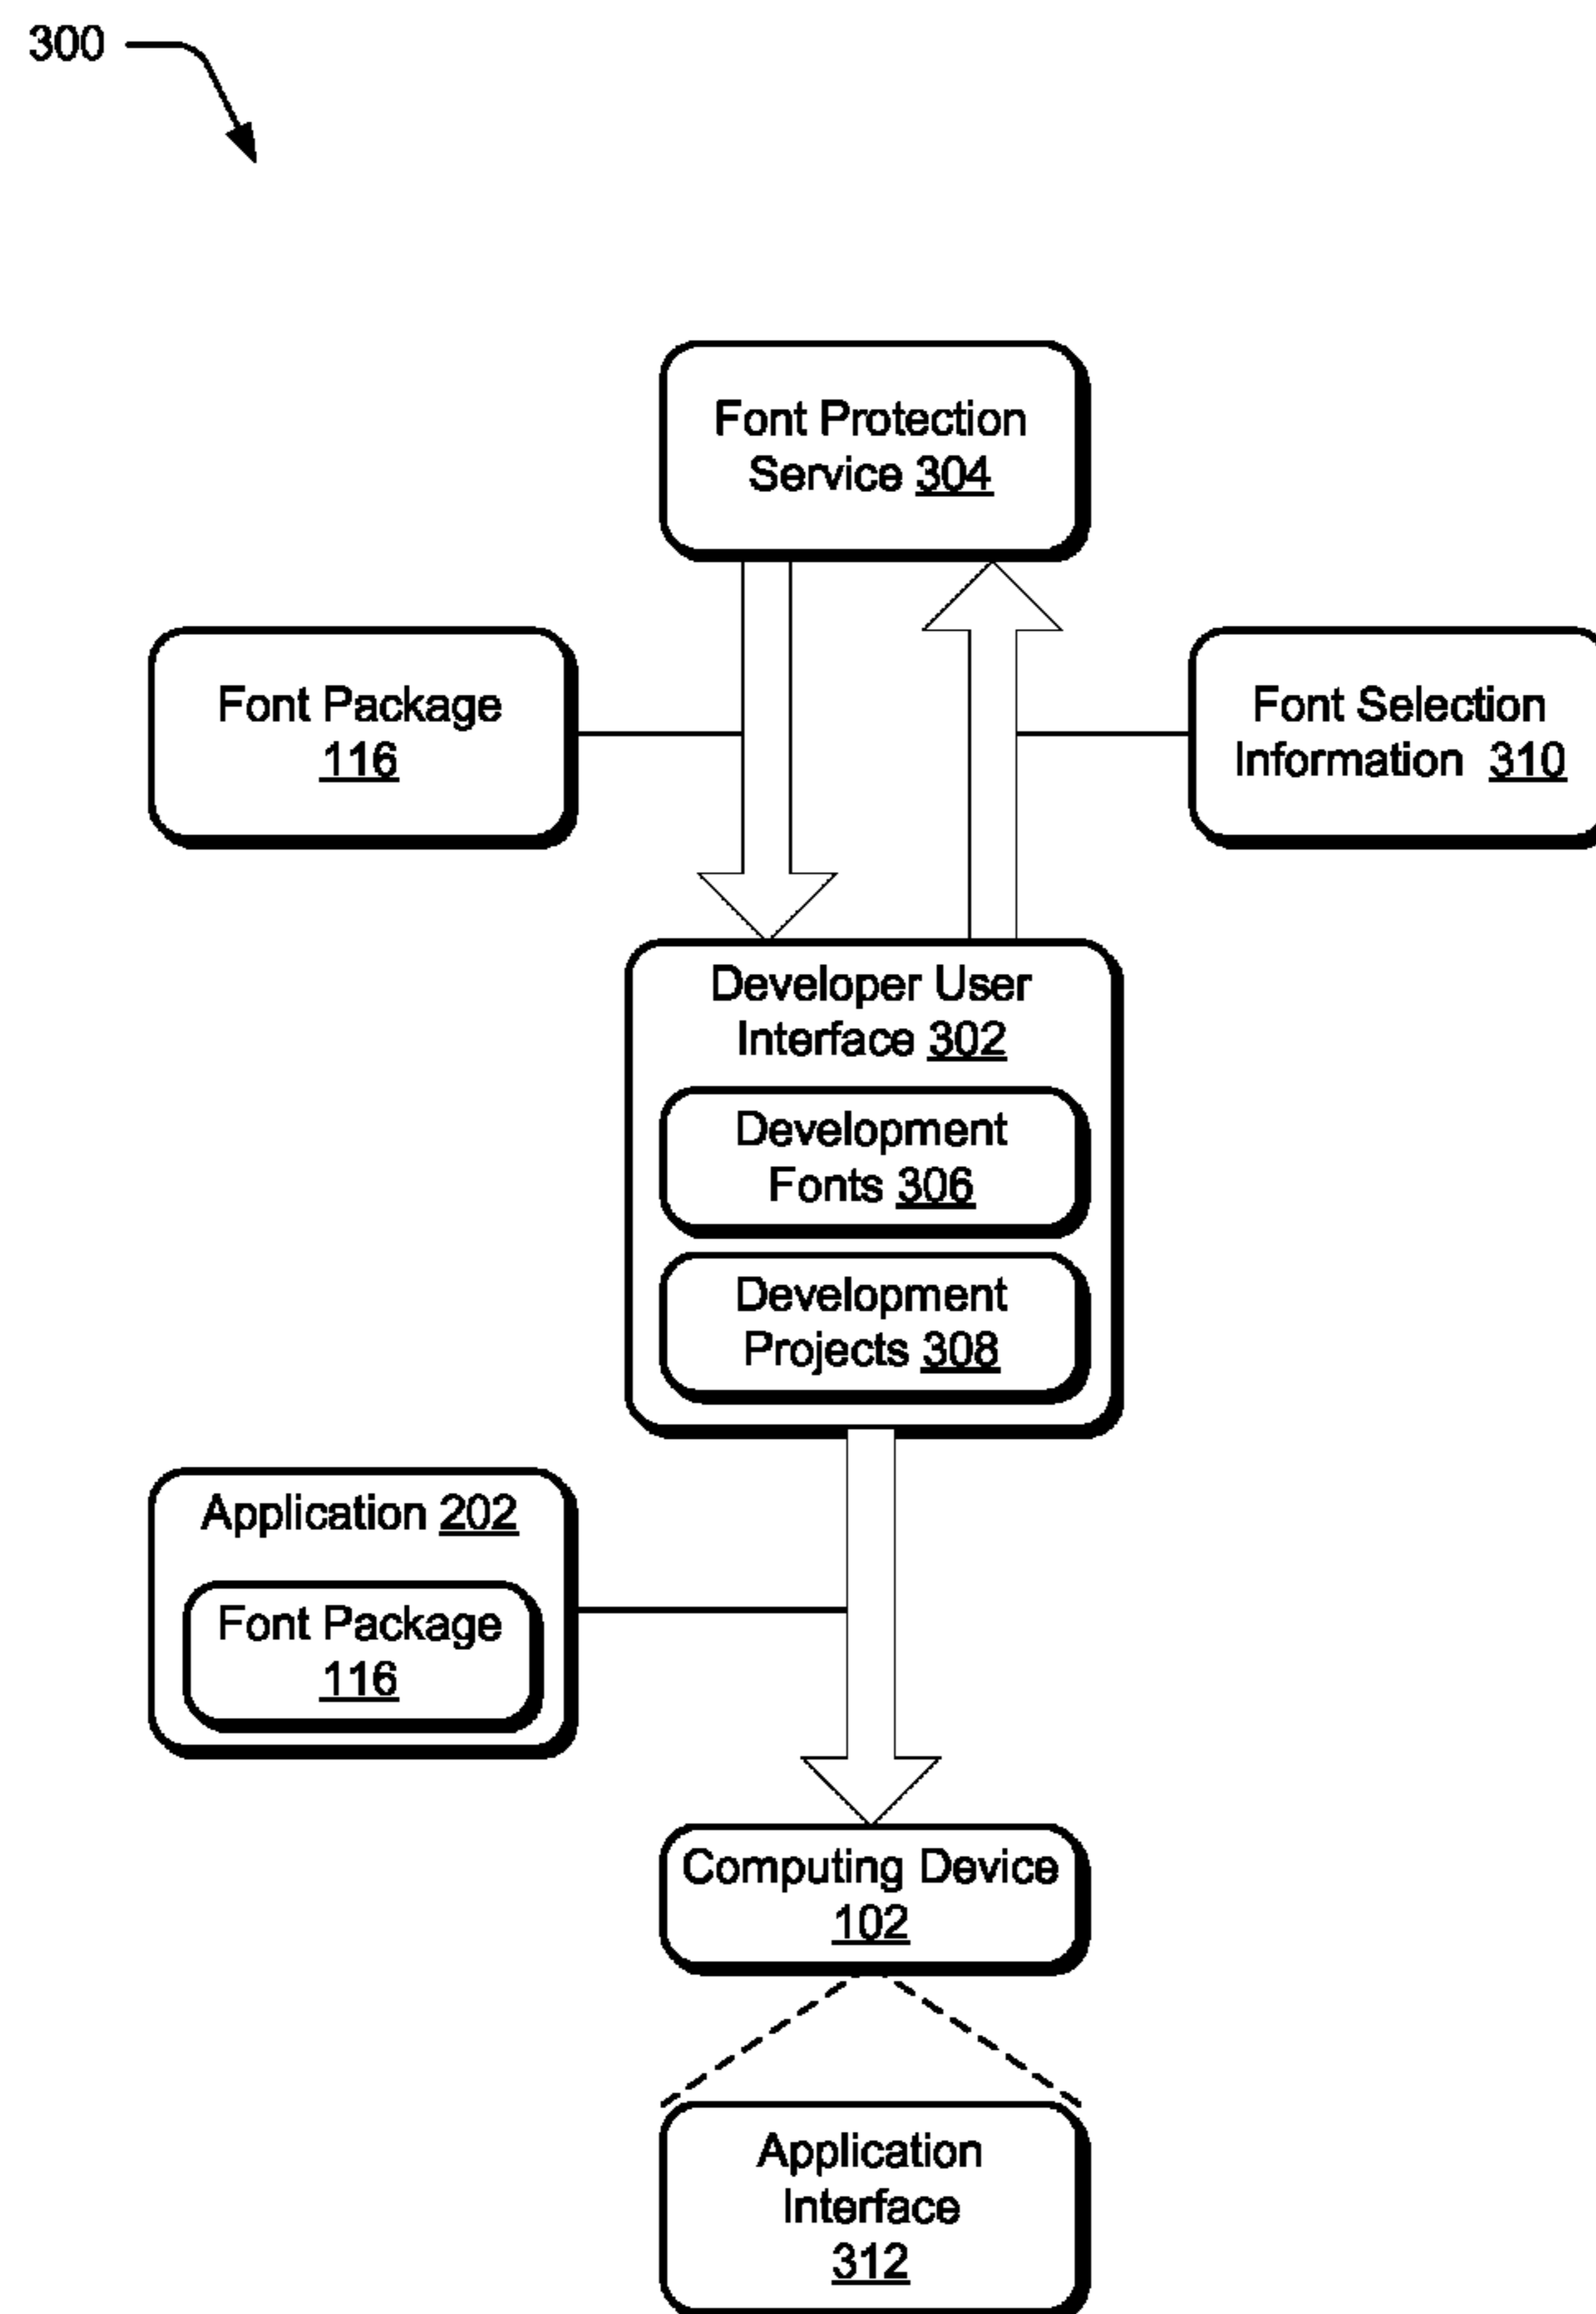 300
Font Protection
Service 304
Font Package
116
Font Selection
Information 310
Developer User
Interface 302
Development
Fonts 306
Development
Projects 308
Application 202
Font Package
116
Computing Device
102
Application
Interface
312